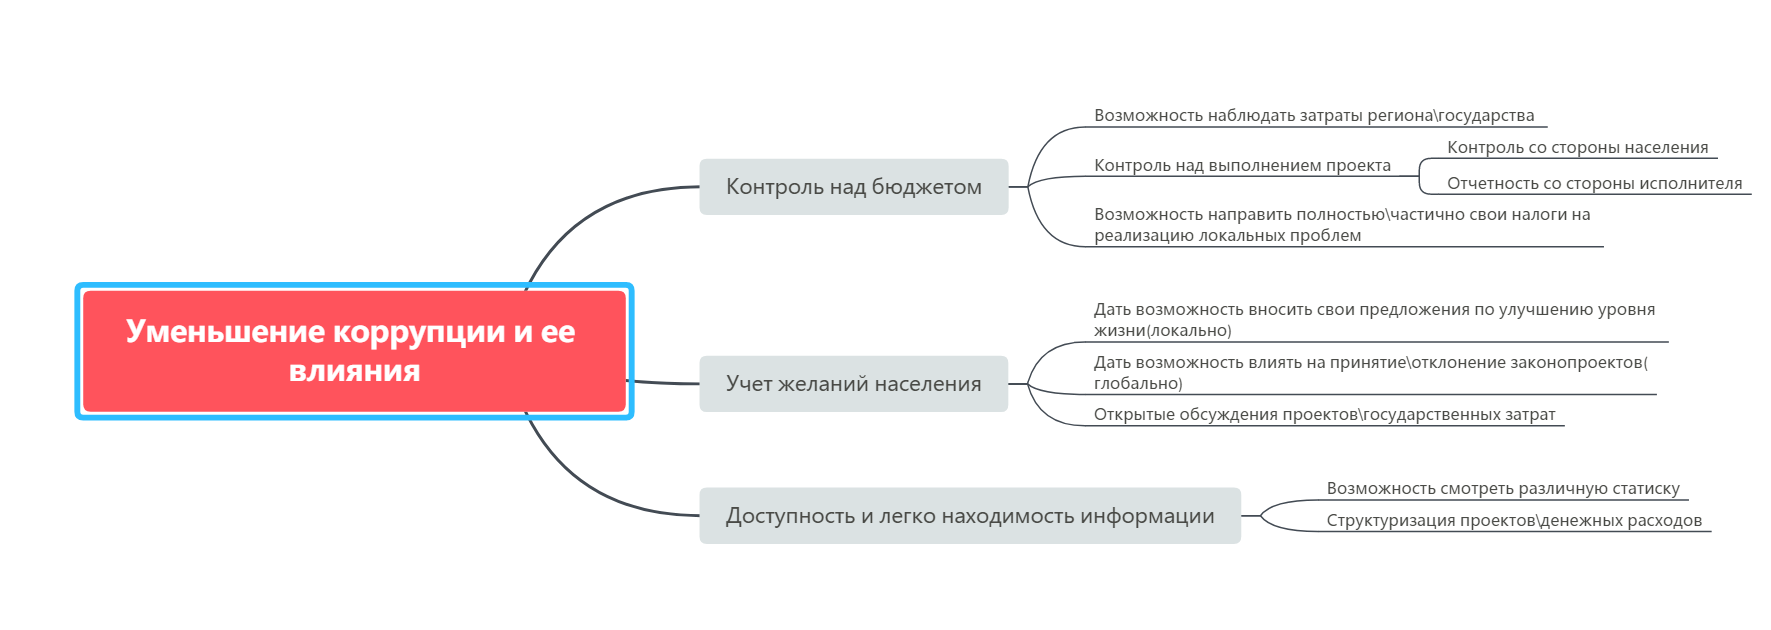 Уменьшение коррупции и ее
влияния
Контроль над бюджетом
Возможность наблюдать затраты региона\государства
Контроль над выполнением проекта
Контроль со стороны населения
Отчетность со стороны исполнителя
Возможность направить полностью\частично свои налоги на
реализацию локальных проблем
Учет желаний населения
Дать возможность вносить свои предложения по улучшению уровня
жизни(локально)
Дать возможность влиять на принятие\отклонение законопроектов(
глобально)
Открытые обсуждения проектов\государственных затрат
Доступность и легко находимость информации
Возможность смотреть различную статиску
Структуризация проектов\денежных расходов